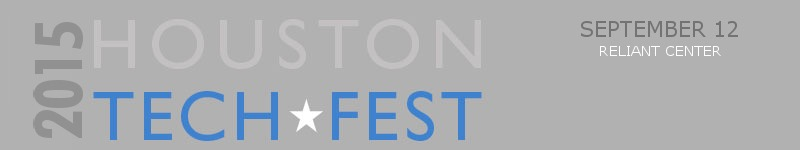 2015
HOUSTON
TECH★FEST
SEPTEMBER 12
RELIANT CENTER